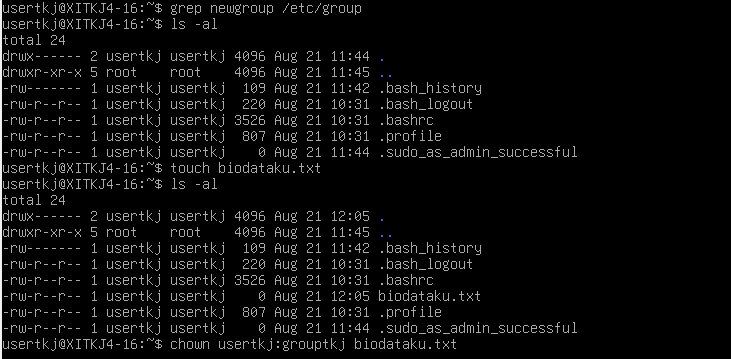 usertkj@XITKJ4-16:~$ grep newgroup /etc/group
usertkj@XITKJ4-16:~$ ls -al
total 24
drwx------ 2 usertkj usertkj 4096 Aug 21 11:44 .
drwxr-xr-x 5 root    root    4096 Aug 21 11:45 ..
-rw------- 1 usertkj usertkj  109 Aug 21 11:42 .bash_history
-rw-r--r-- 1 usertkj usertkj  220 Aug 21 10:31 .bash_logout
-rw-r--r-- 1 usertkj usertkj 3526 Aug 21 10:31 .bashrc
-rw-r--r-- 1 usertkj usertkj  807 Aug 21 10:31 .profile
-rw-r--r-- 1 usertkj usertkj    0 Aug 21 11:44 .sudo_as_admin_successful
usertkj@XITKJ4-16:~$ touch biodataku.txt
usertkj@XITKJ4-16:~$ ls -al
total 24
drwx------ 2 usertkj usertkj 4096 Aug 21 12:05 .
drwxr-xr-x 5 root    root    4096 Aug 21 11:45 ..
-rw------- 1 usertkj usertkj  109 Aug 21 11:42 .bash_history
-rw-r--r-- 1 usertkj usertkj  220 Aug 21 10:31 .bash_logout
-rw-r--r-- 1 usertkj usertkj 3526 Aug 21 10:31 .bashrc
-rw-r--r-- 1 usertkj usertkj    0 Aug 21 12:05 biodataku.txt
-rw-r--r-- 1 usertkj usertkj  807 Aug 21 10:31 .profile
-rw-r--r-- 1 usertkj usertkj    0 Aug 21 11:44 .sudo_as_admin_successful
usertkj@XITKJ4-16:~$ chown usertkj:grouptkj biodataku.txt